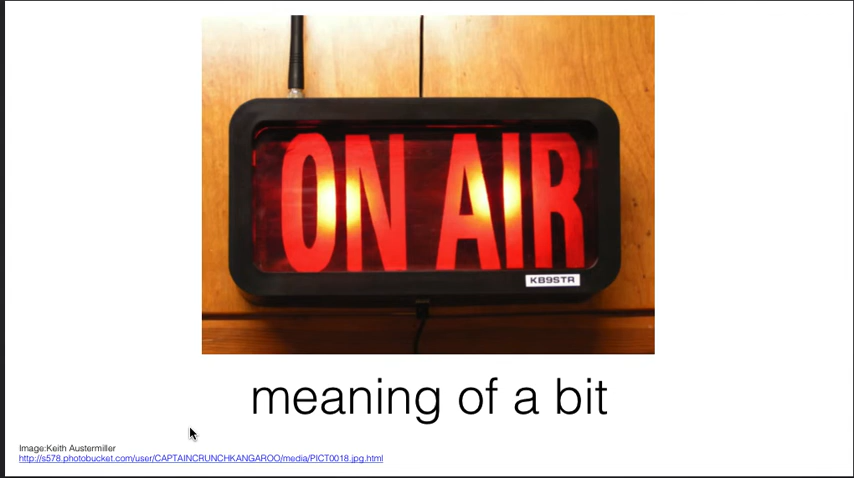 ON AIR
KB9STR
meaning of a bit
Image:Keith Austermiller
http://s578.photobucket.com/user/CAPTAINCRUNCHKANGAROO/media/PICT0018.jpg.html